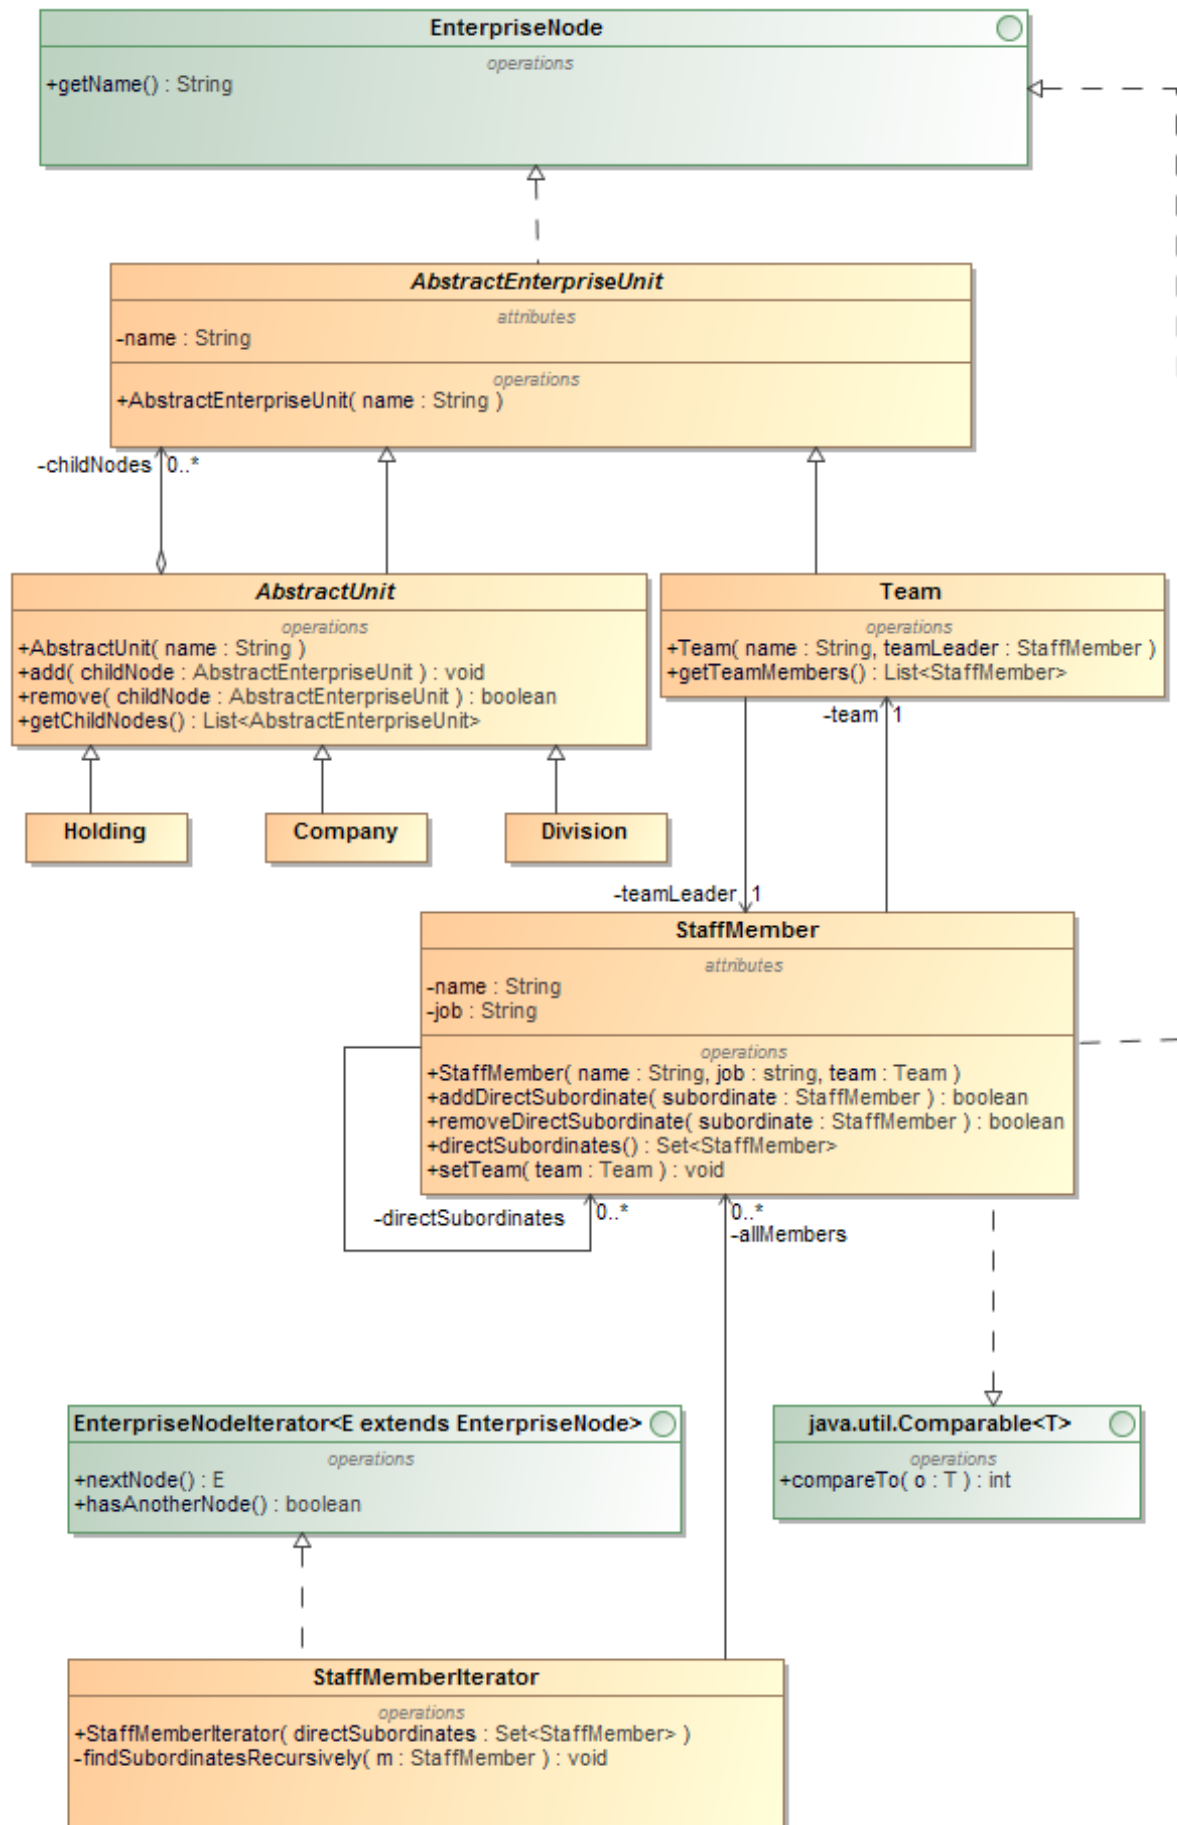 EnterpriseNode
operations
+getName() : String
AbstractEnterpriseUnit
attributes
-name : String
operations
+AbstractEnterpriseUnit( name : String )
-childNodes 0..*
AbstractUnit
operations
+AbstractUnit( name : String )
+add( childNode : AbstractEnterpriseUnit ) : void
+remove( childNode : AbstractEnterpriseUnit ) : boolean
+getChildNodes() : List<AbstractEnterpriseUnit>
Team
operations
+Team( name : String, teamLeader : StaffMember )
+getTeamMembers() : List<StaffMember>
-team 1
Holding
Company
Division
-teamLeader 1
StaffMember
attributes
-name : String
-job : String
operations
+StaffMember( name : String, job : string, team : Team )
+addDirectSubordinate( subordinate : StaffMember ) : boolean
+removeDirectSubordinate( subordinate : StaffMember ) : boolean
+directSubordinates() : Set<StaffMember>
+setTeam( team : Team ) : void
-directSubordinates 0..*
0..*
-allMembers
EnterpriseNodeIterator<E extends EnterpriseNode>
operations
+nextNode() : E
+hasAnotherNode() : boolean
java.util.Comparable<T>
operations
+compareTo( o : T ) : int
StaffMemberIterator
operations
+StaffMemberIterator( directSubordinates : Set<StaffMember> )
-findSubordinatesRecursively( m : StaffMember ) : void